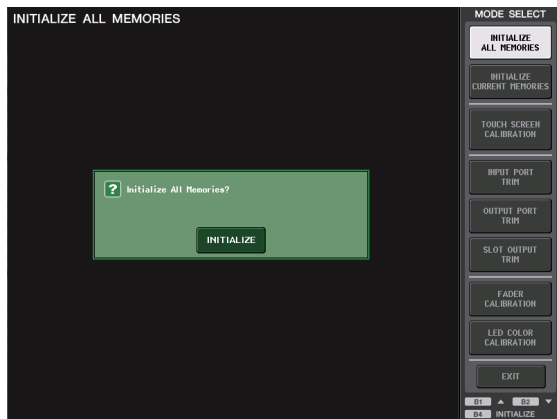 INITIALIZE ALL MEMORIES
? Initialize All Memories?
INITIALIZE
MODE SELECT
INITIALIZE
ALL MEMORIES
INITIALIZE
CURRENT MEMORIES
TOUCH SCREEN
CALIBRATION
INPUT PORT
TRIM
OUTPUT PORT
TRIM
SLOT OUTPUT
TRIM
FADER
CALIBRATION
LED COLOR
CALIBRATION
EXIT
B1 ▲ B2 ▼
B4 INITIALIZE